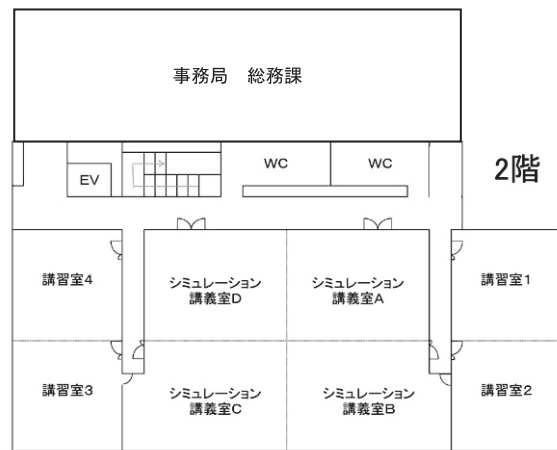 事務局　総務課
WC
WC
EV
2階
講習室4
シミュレーション
講義室D
シミュレーション
講義室A
講習室1
講習室3
シミュレーション
講義室C
シミュレーション
講義室B
講習室2